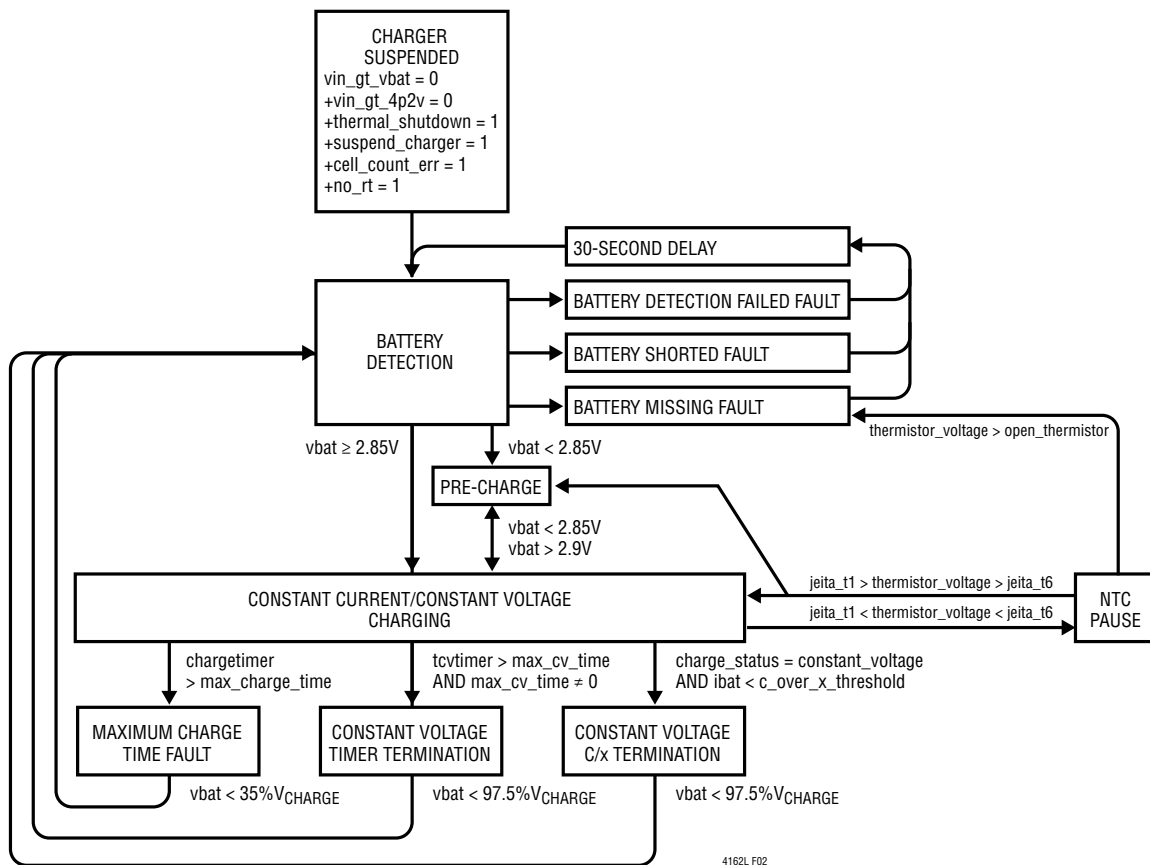 CHARGER
SUSPENDED
vin_gt_vbat = 0
+vin_gt_4p2v = 0
+thermal_shutdown = 1
+suspend_charger = 1
+cell_count_err = 1
+no_rt = 1
30-SECOND DELAY
BATTERY DETECTION FAILED FAULT
BATTERY
DETECTION
BATTERY SHORTED FAULT
BATTERY MISSING FAULT
thermistor_voltage > open_thermistor
vbat ≥ 2.85V
vbat < 2.85V
PRE-CHARGE
vbat < 2.85V
vbat > 2.9V
CONSTANT CURRENT/CONSTANT VOLTAGE
CHARGING
jeita_t1 > thermistor_voltage > jeita_t6
jeita_t1 < thermistor_voltage < jeita_t6
NTC
PAUSE
chargetimer
> max_charge_time
tcvtimer > max_cv_time
AND max_cv_time ≠ 0
charge_status = constant_voltage
AND ibat < c_over_x_threshold
MAXIMUM CHARGE
TIME FAULT
CONSTANT VOLTAGE
TIMER TERMINATION
CONSTANT VOLTAGE
C/x TERMINATION
vbat < 35%VCHARGE
vbat < 97.5%VCHARGE
vbat < 97.5%VCHARGE
4162L F02